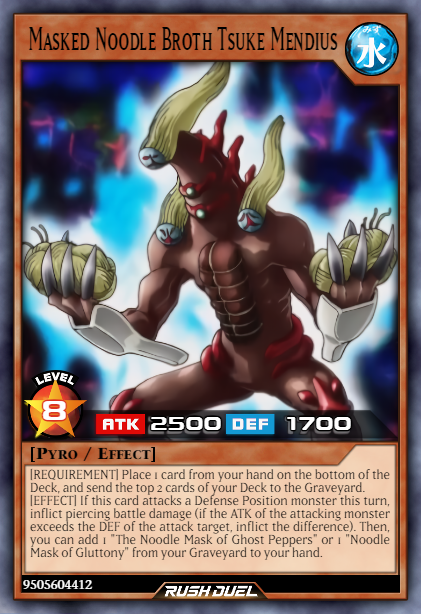 Masked Noodle Broth Tsuke Mendius
みず
水
LEVEL
8
ATK 2500 DEF 1700
[Pyro / Effect]
[REQUIREMENT] Place 1 card from your hand on the bottom of the
Deck, and send the top 2 cards of your Deck to the Graveyard.
[EFFECT] If this card attacks a Defense Position monster this turn,
inflict piercing battle damage (if the ATK of the attacking monster
exceeds the DEF of the attack target, inflict the difference). Then,
you can add 1 "The Noodle Mask of Ghost Peppers" or 1 "Noodle
Mask of Gluttony" from your Graveyard to your hand.
9505604412
RUSH DUEL